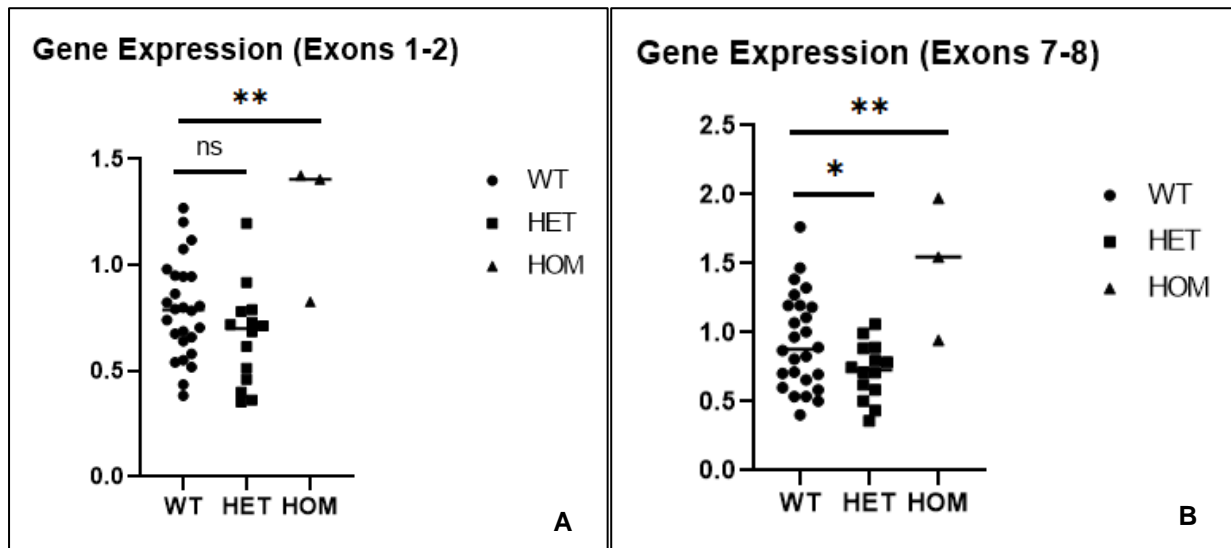 Gene Expression (Exons 1-2)
**
ns
1.5
1.0
0.5
0.0
WT
HET
HOM
WT
HET
HOM
A
Gene Expression (Exons 7-8)
**
*
2.5
2.0
1.5
1.0
0.5
0.0
WT
HET
HOM
WT
HET
HOM
B